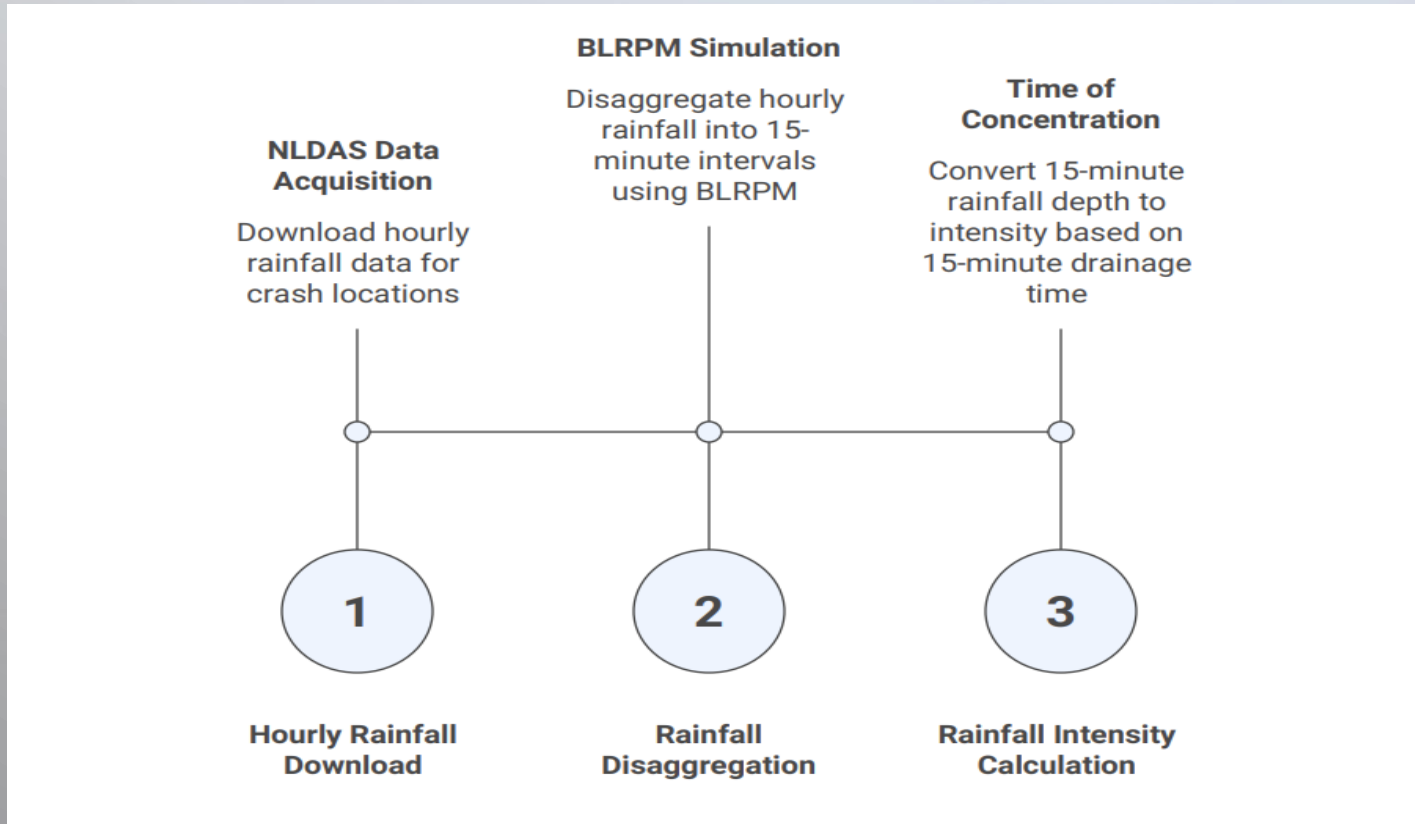 NLDAS Data
Acquisition
Download hourly
rainfall data for
crash locations
BLRPM Simulation
Disaggregate hourly
rainfall into 15-
minute intervals
using BLRPM
Time of
Concentration
Convert 15-minute
rainfall depth to
intensity based on
15-minute drainage
time
1
2
3
Hourly Rainfall
Download
Rainfall
Disaggregation
Rainfall Intensity
Calculation